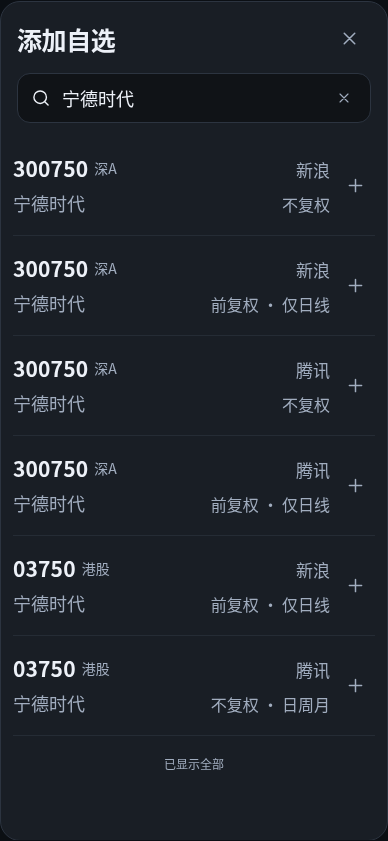 添加自选
宁德时代
300750 深A 新浪
宁德时代 不复权
300750 深A 新浪
宁德时代 前复权 · 仅日线
300750 深A 腾讯
宁德时代 不复权
300750 深A 腾讯
宁德时代 前复权 · 仅日线
03750 港股 新浪
宁德时代 前复权 · 仅日线
03750 港股 腾讯
宁德时代 不复权 · 日周月
已显示全部